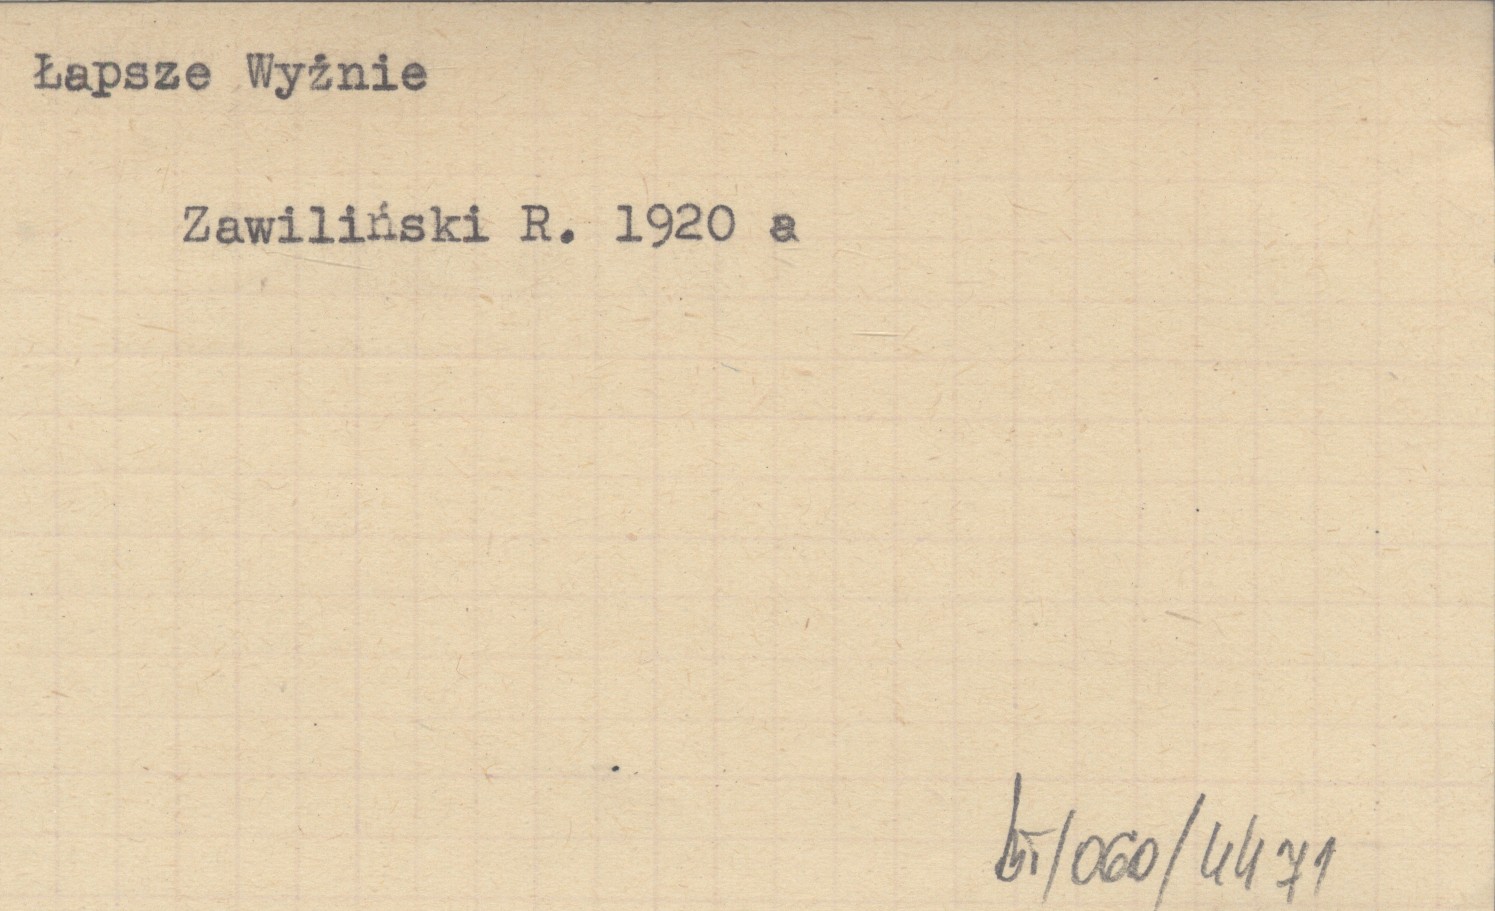 Łapsze Wyżnie
Zawiliński R. 1920 a
/060/4471